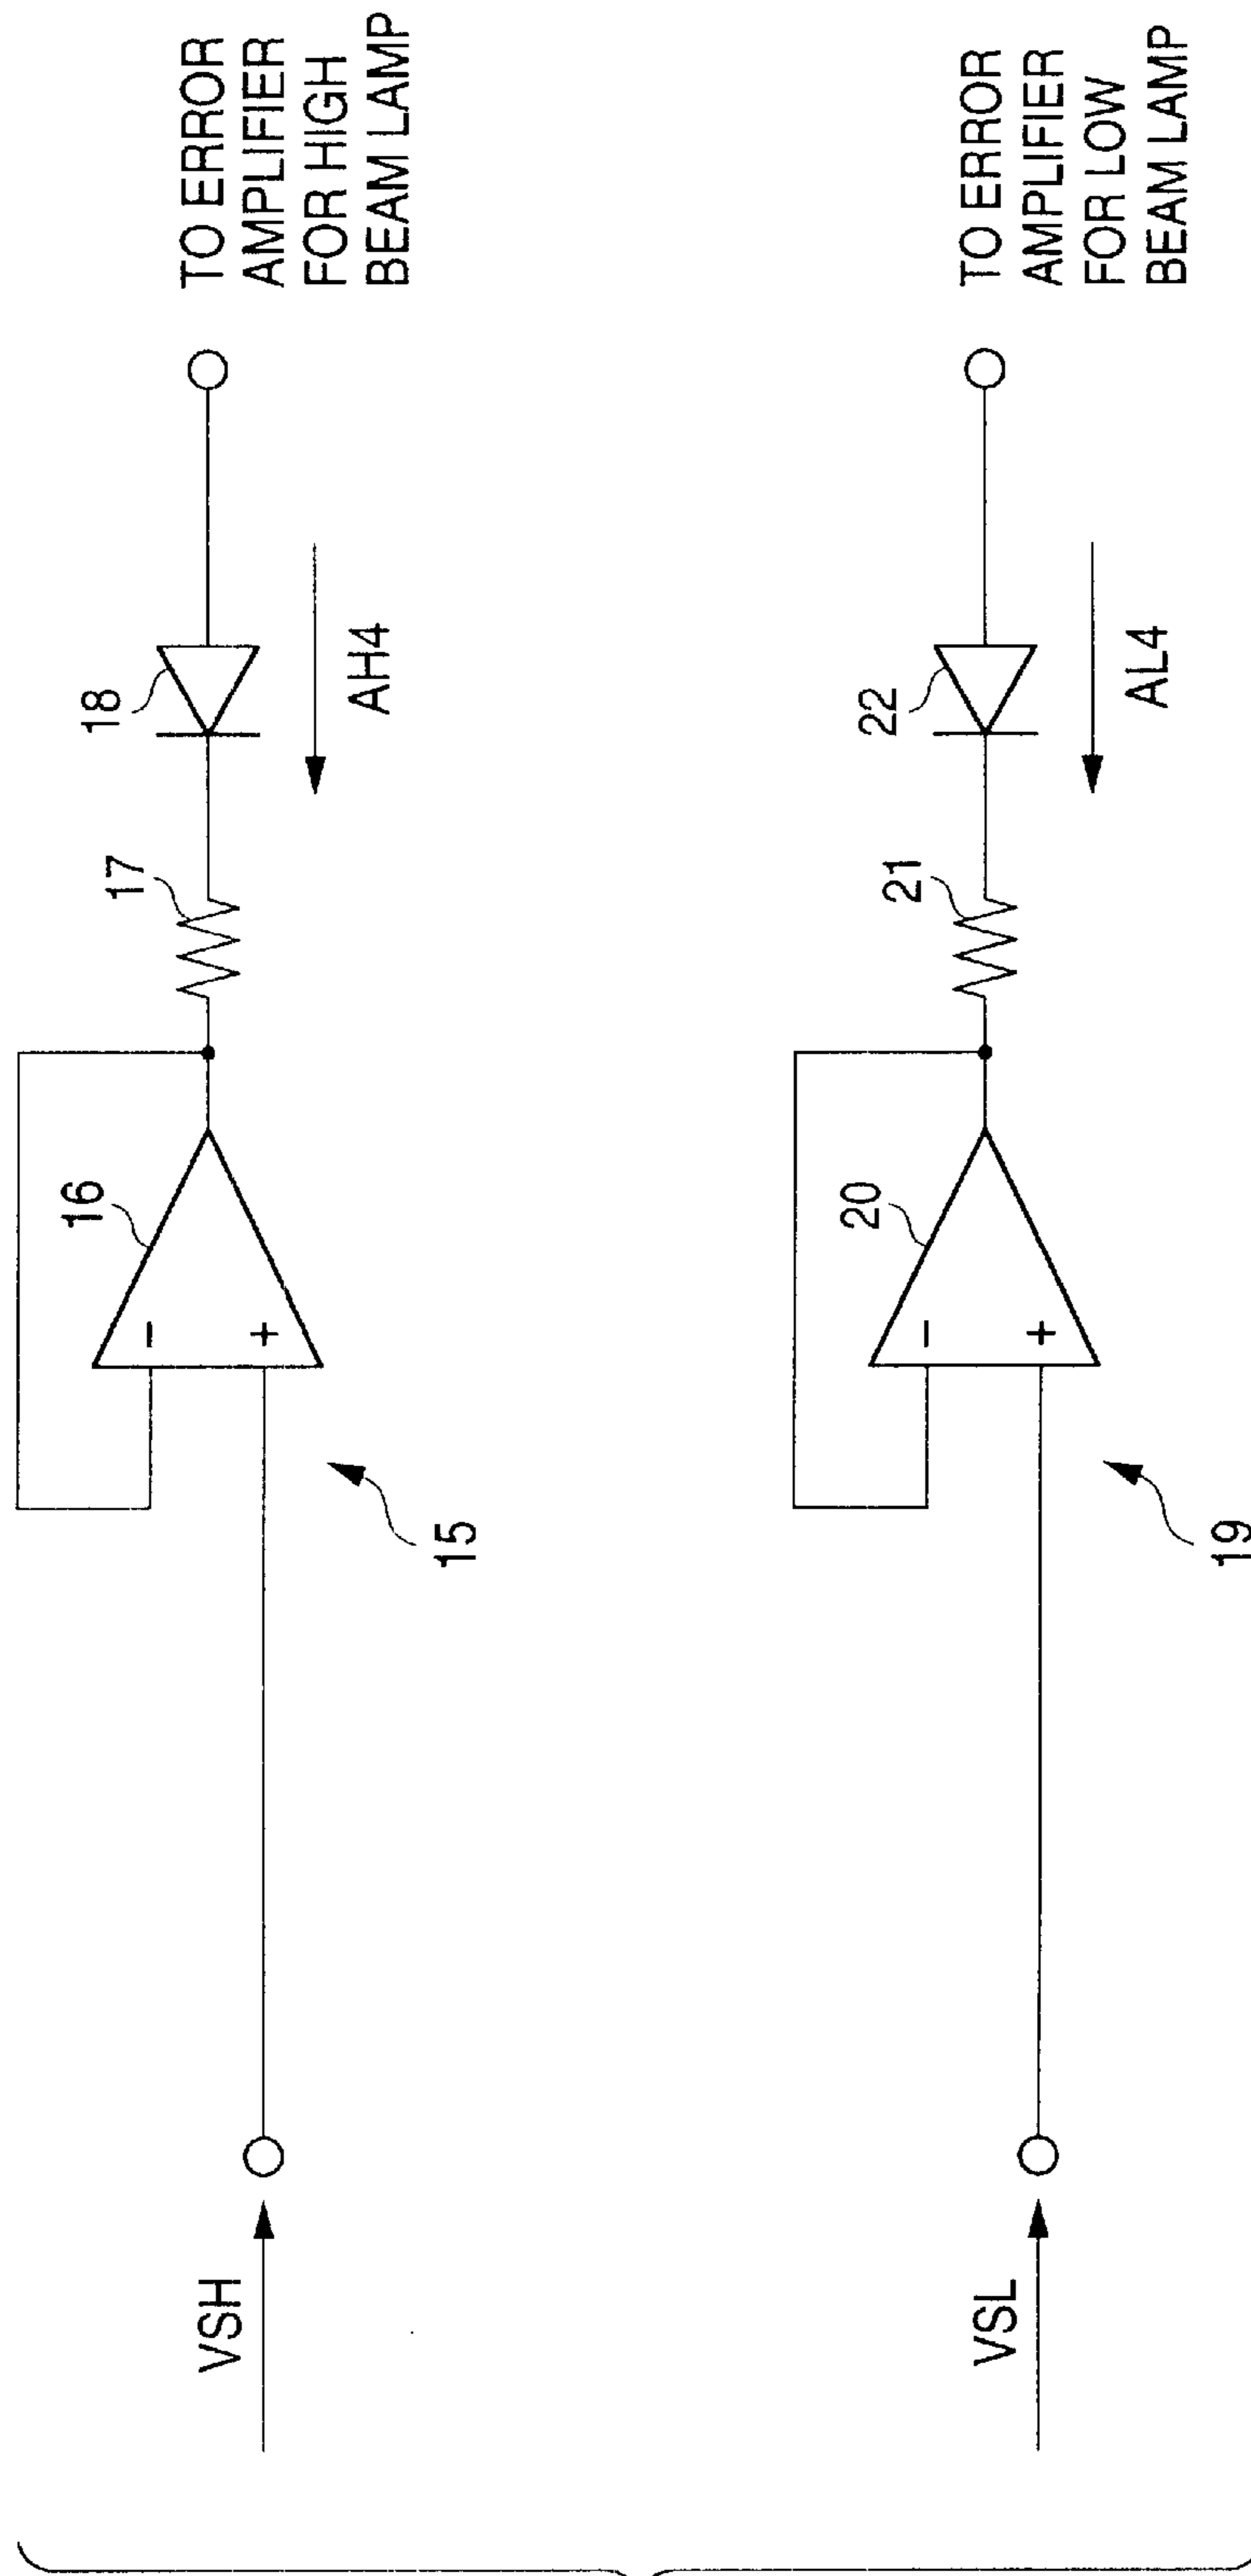 VSH
15
16
-
+
17
18
AH4
TO ERROR
AMPLIFIER
FOR HIGH
BEAM LAMP
VSL
19
20
-
+
21
22
AL4
TO ERROR
AMPLIFIER
FOR LOW
BEAM LAMP